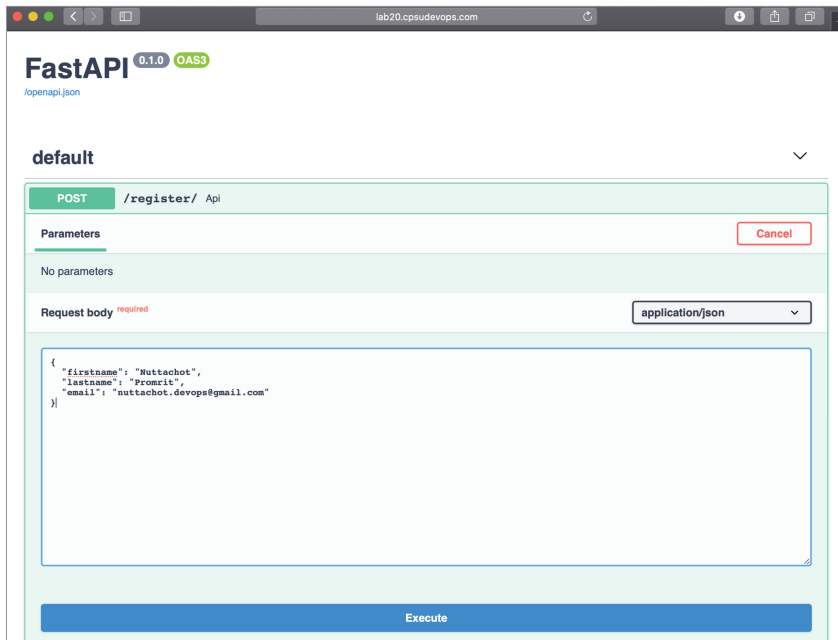 lab20.cpsudevops.com
FastAPI 0.1.0 OAS3
/openapi.json
default
POST /register/ Api
Parameters Cancel
No parameters
Request body required application/json
{
"firstname": "Nuttachot",
"lastname": "Promrit",
"email": "nuttachot.devops@gmail.com"
}
Execute